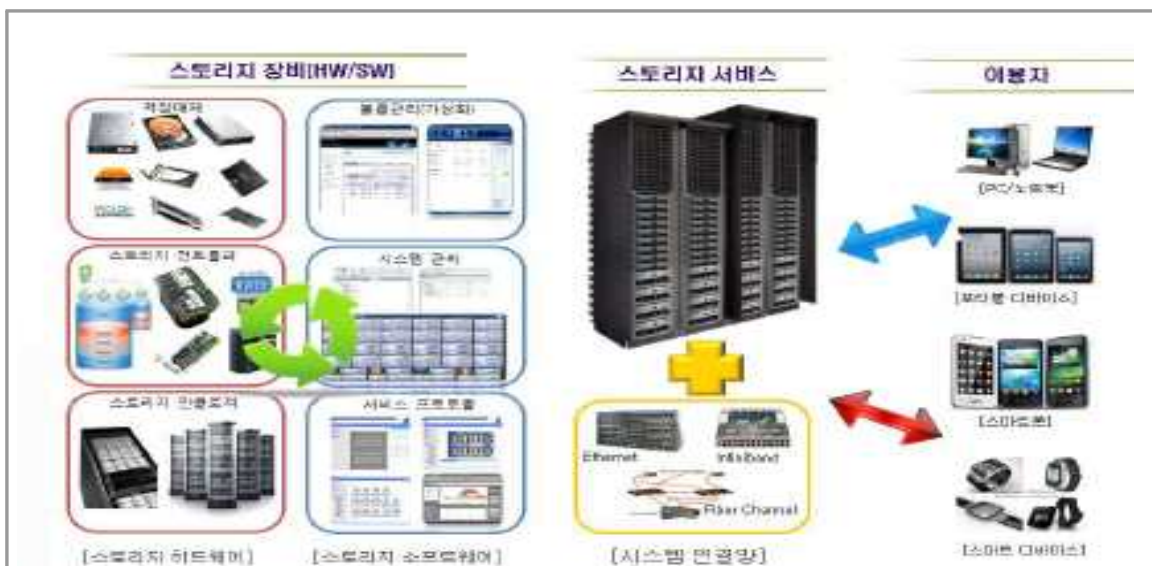 스토리지 장비[HW/SW]
스토리지 서비스
이용자
저장매체
볼륨관리(가상화)
[PC/노트북]
스토리지 컨트롤러
시스템 관리
[포터블 디바이스]
스토리지 인클로저
서비스 프로토콜
Ethernet
InfiniBand
[스마트폰]
Fiber Channel
[스토리지 하드웨어]
[스토리지 소프트웨어]
[시스템 연결망]
[스마트 디바이스]